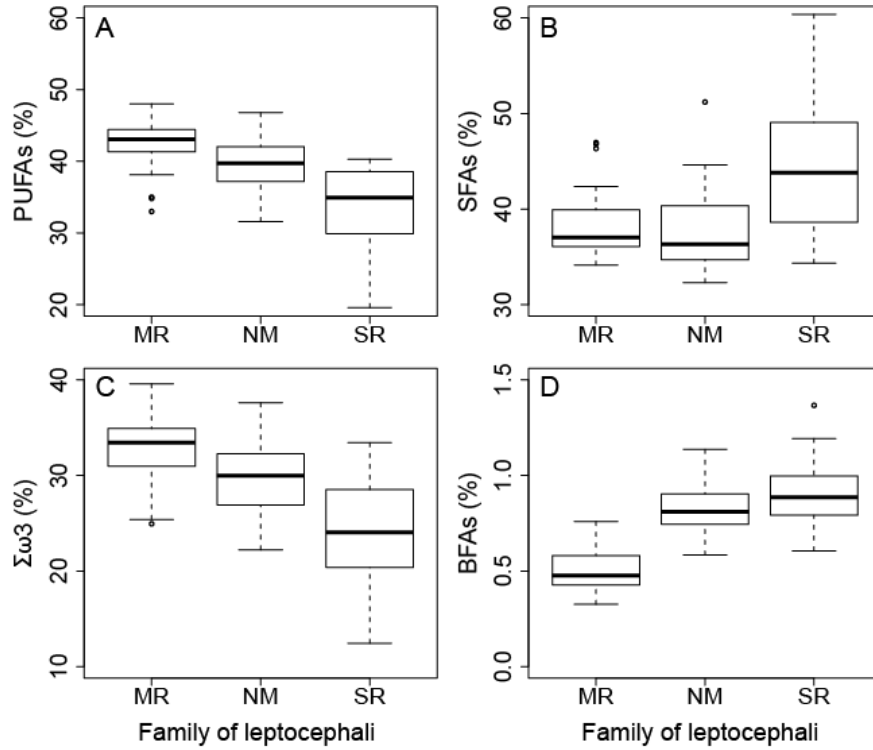 A
PUFAs (%)
60
50
40
30
20
MR NM SR
B
SFAs (%)
60
50
40
30
MR NM SR
C
Σω3 (%)
40
30
20
10
MR NM SR
Family of leptocephali
D
BFAs (%)
1.5
1.0
0.5
0.0
MR NM SR
Family of leptocephali